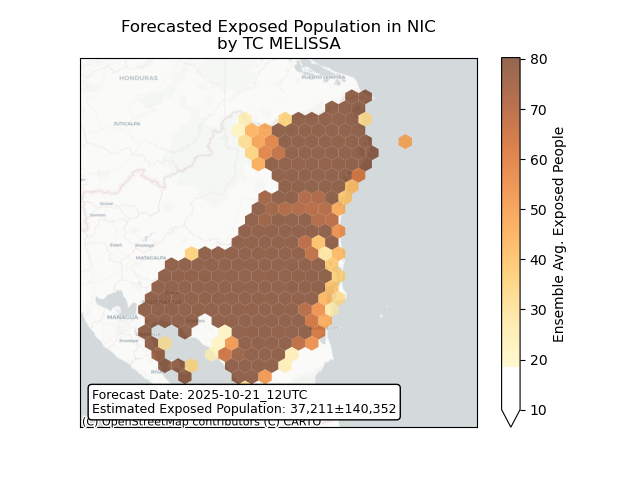 Forecasted Exposed Population in NIC
by TC MELISSA
HONDURAS
PUERTO LEMPIRA
JUTIGALPA
MATAGALPA
MANAGUA
80
70
60
50
40
30
20
10
Ensemble Avg. Exposed People
Forecast Date: 2025-10-21_12UTC
Estimated Exposed Population: 37,211±140,352
(C) OpenStreetMap contributors (C) CARTO